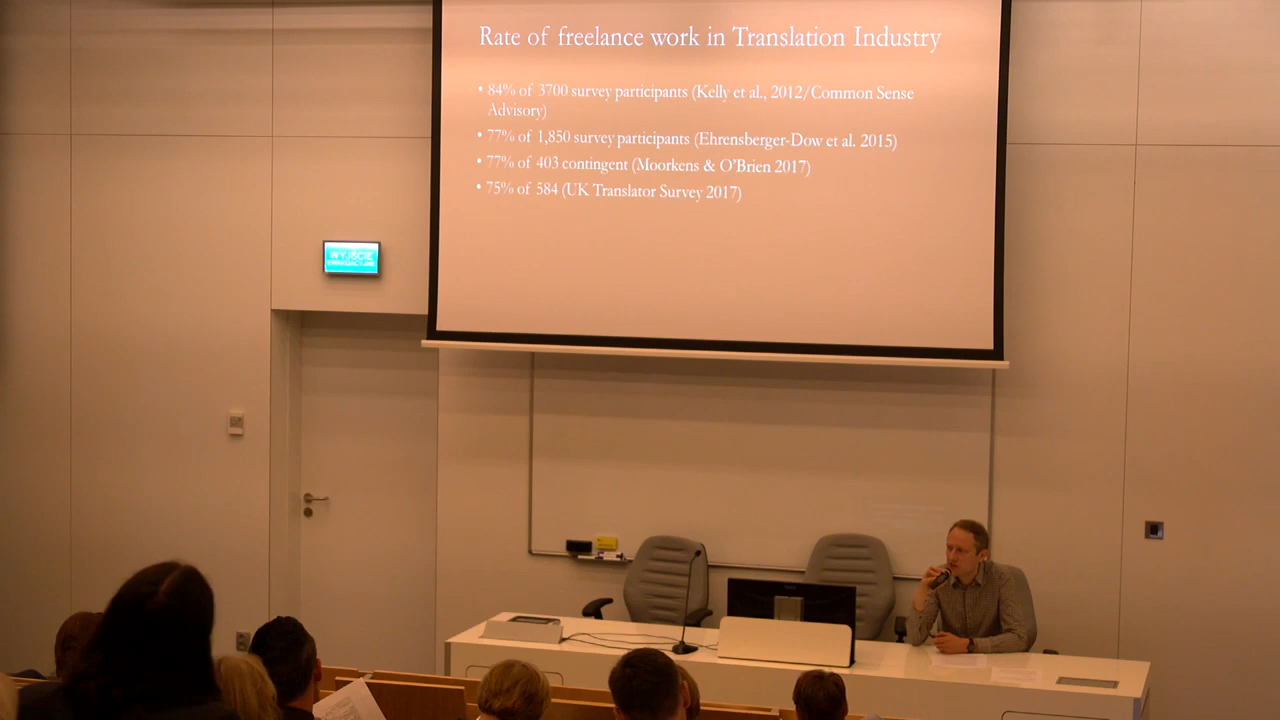 Rate of freelance work in Translation Industry
• 84% of 3700 survey participants (Kelly et al., 2012/Common Sense
Advisory)
• 77% of 1,850 survey participants (Ehrensberger-Dow et al. 2015)
• 77% of 403 contingent (Moorkens & O'Brien 2017)
• 75% of 584 (UK Translator Survey 2017)
WYJŚCIE